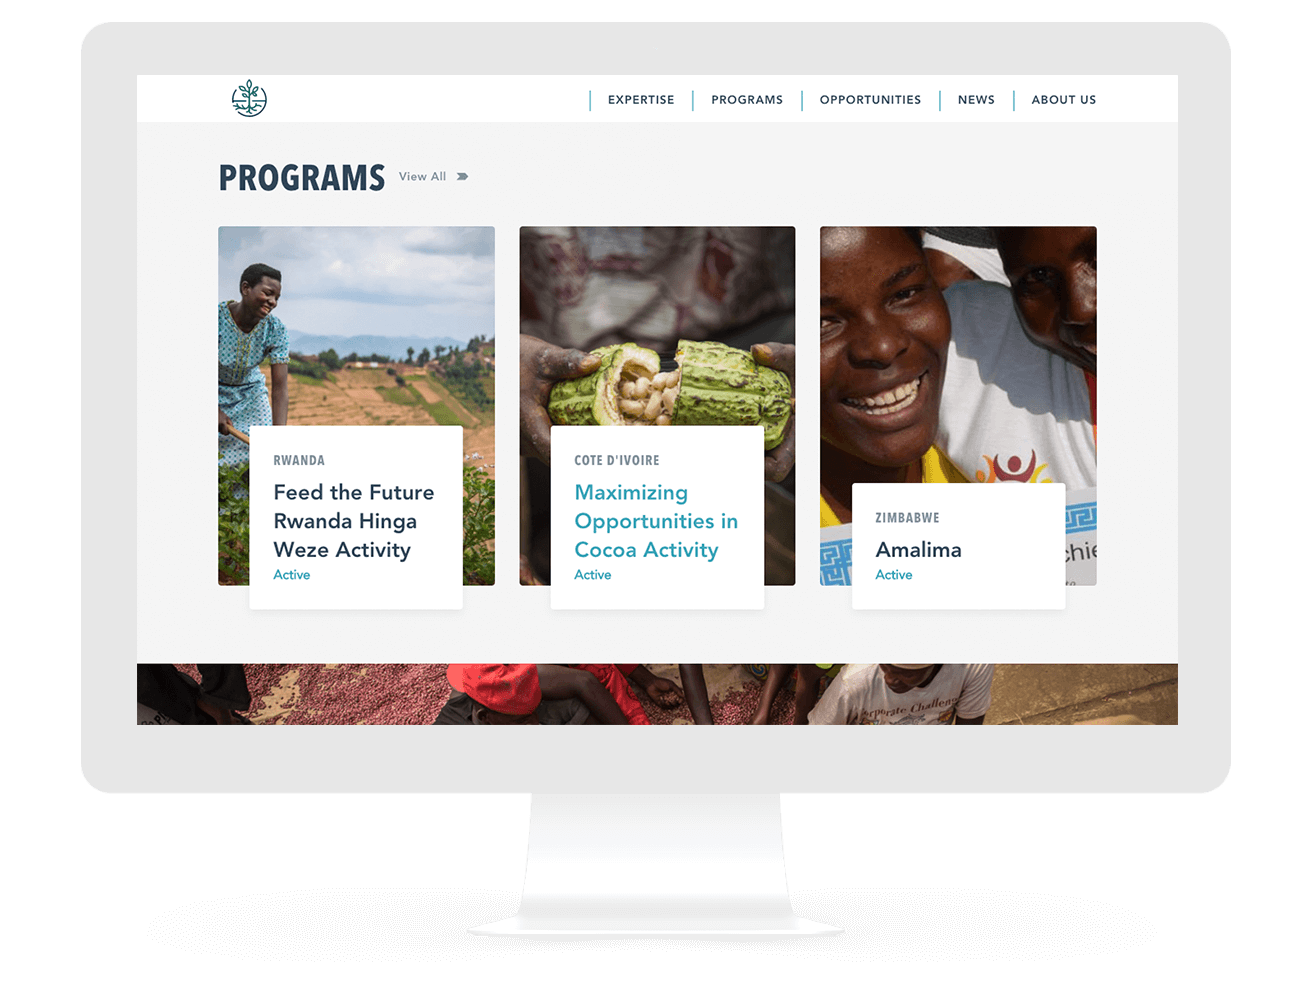 EXPERTISE
PROGRAMS
OPPORTUNITIES
NEWS
ABOUT US
PROGRAMS
View All
RWANDA
Feed the Future
Rwanda Hinga
Weze Activity
Active
COTE D'IVOIRE
Maximizing
Opportunities in
Cocoa Activity
Active
ZIMBABWE
Amalima
Active
Challen